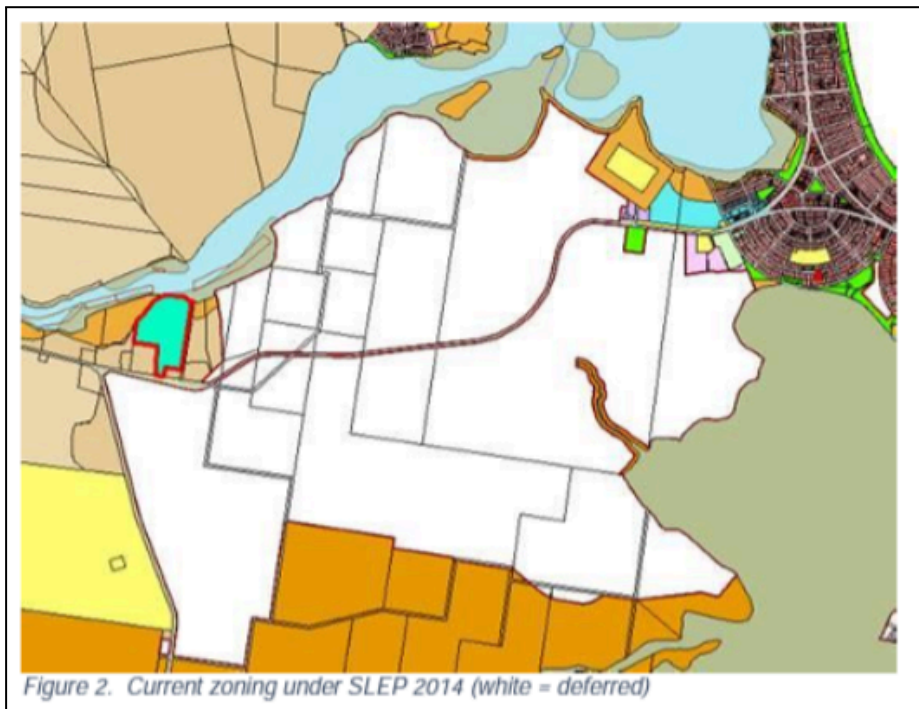 Figure 2. Current zoning under SLEP 2014 (white = deferred)